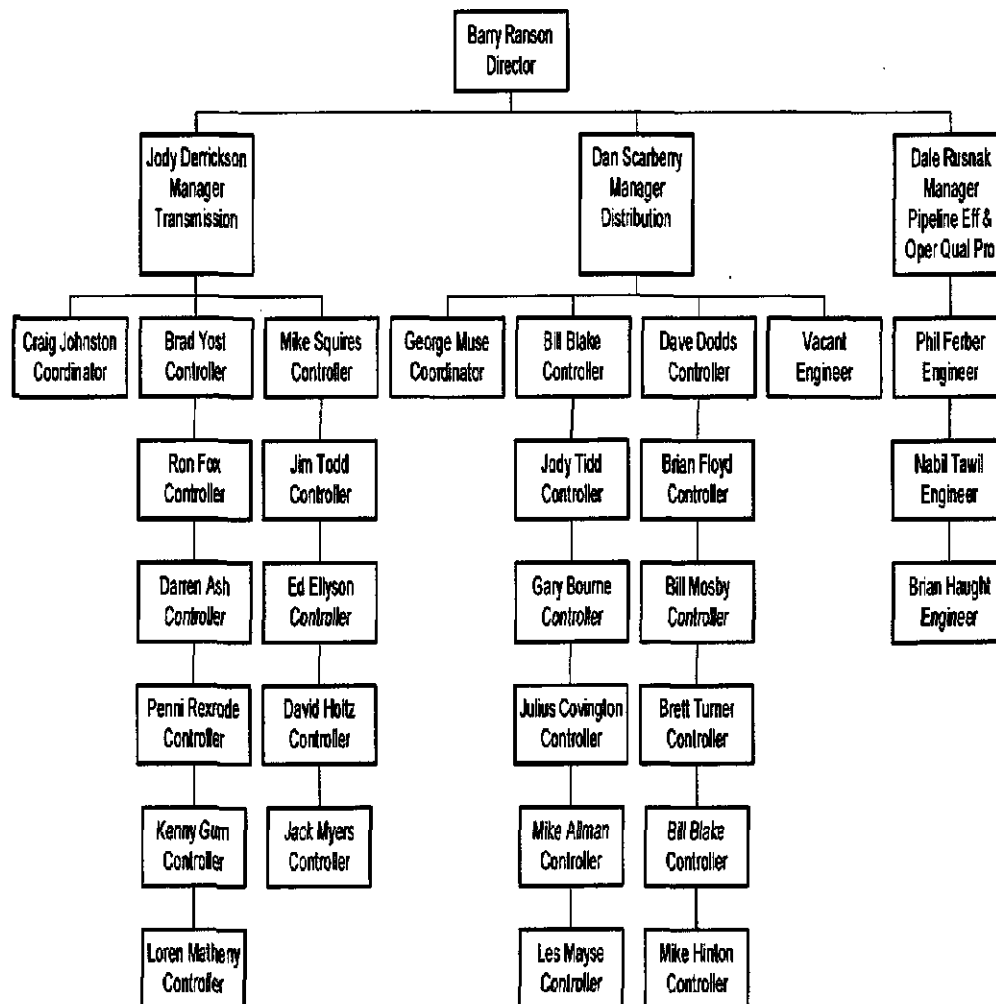 Barry Ranson
Director
Jody Derrickson
Manager
Transmission
Dan Scarberry
Manager
Distribution
Dale Rusnak
Manager
Pipeline Eff &
Oper Qual Pro
Craig Johnston
Coordinator
Brad Yost
Controller
Mike Squires
Controller
George Muse
Coordinator
Bill Blake
Controller
Dave Dodds
Controller
Vacant
Engineer
Phil Ferber
Engineer
Ron Fox
Controller
Jim Todd
Controller
Jody Tidd
Controller
Brian Floyd
Controller
Nabil Tawil
Engineer
Darren Ash
Controller
Ed Ellyson
Controller
Gary Bourne
Controller
Bill Mosby
Controller
Brian Haught
Engineer
Penni Rexrode
Controller
David Holtz
Controller
Julius Covington
Controller
Brett Turner
Controller
Kenny Gum
Controller
Jack Myers
Controller
Mike Allman
Controller
Bill Blake
Controller
Loren Matheny
Controller
Les Mayse
Controller
Mike Hinton
Controller